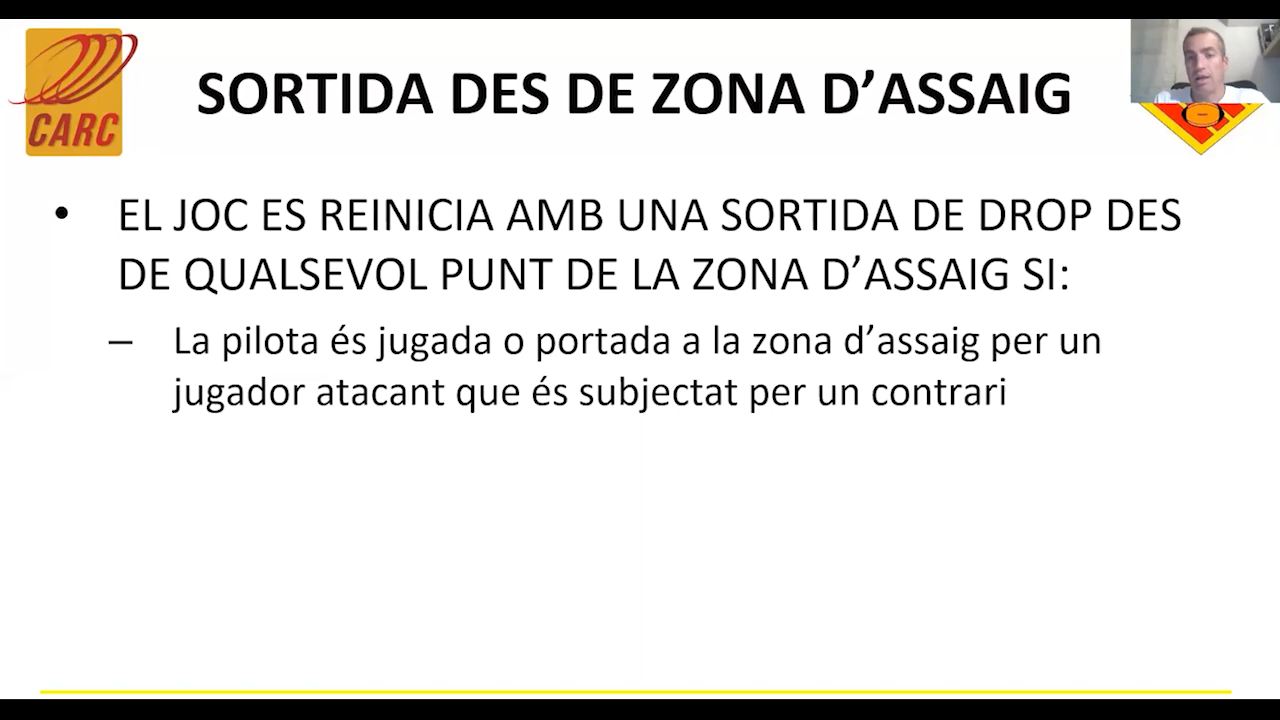 CARC
SORTIDA DES DE ZONA D’ASSAIG
• EL JOC ES REINICIA AMB UNA SORTIDA DE DROP DES
DE QUALSEVOL PUNT DE LA ZONA D’ASSAIG SI:
– La pilota és jugada o portada a la zona d’assaig per un
jugador atacant que és subjectat per un contrari